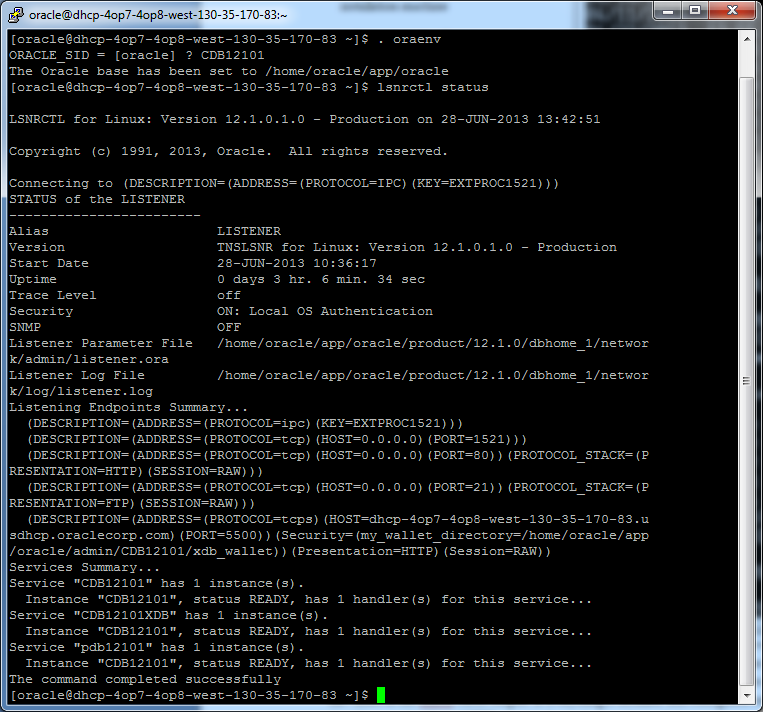 oracle@dhcp-4op7-4op8-west-130-35-170-83:~
[oracle@dhcp-4op7-4op8-west-130-35-170-83 ~]$ . oraenv
ORACLE_SID = [oracle] ? CDB12101
The Oracle base has been set to /home/oracle/app/oracle
[oracle@dhcp-4op7-4op8-west-130-35-170-83 ~]$ lsnrctl status
LSNRCTL for Linux: Version 12.1.0.1.0 - Production on 28-JUN-2013 13:42:51
Copyright (c) 1991, 2013, Oracle.  All rights reserved.
Connecting to (DESCRIPTION=(ADDRESS=(PROTOCOL=IPC)(KEY=EXTPROC1521)))
STATUS of the LISTENER
------------------------
Alias                     LISTENER
Version                   TNSLSNR for Linux: Version 12.1.0.1.0 - Production
Start Date                28-JUN-2013 10:36:17
Uptime                    0 days 3 hr. 6 min. 34 sec
Trace Level               off
Security                  ON: Local OS Authentication
SNMP                      OFF
Listener Parameter File   /home/oracle/app/oracle/product/12.1.0/dbhome_1/networ
k/admin/listener.ora
Listener Log File         /home/oracle/app/oracle/product/12.1.0/dbhome_1/networ
k/log/listener.log
Listening Endpoints Summary...
  (DESCRIPTION=(ADDRESS=(PROTOCOL=ipc)(KEY=EXTPROC1521)))
  (DESCRIPTION=(ADDRESS=(PROTOCOL=tcp)(HOST=0.0.0.0)(PORT=1521)))
  (DESCRIPTION=(ADDRESS=(PROTOCOL=tcp)(HOST=0.0.0.0)(PORT=80))(PROTOCOL_STACK=(P
RESENTATION=HTTP)(SESSION=RAW)))
  (DESCRIPTION=(ADDRESS=(PROTOCOL=tcp)(HOST=0.0.0.0)(PORT=21))(PROTOCOL_STACK=(P
RESENTATION=FTP)(SESSION=RAW)))
  (DESCRIPTION=(ADDRESS=(PROTOCOL=tcps)(HOST=dhcp-4op7-4op8-west-130-35-170-83.u
sdhcp.oraclecorp.com)(PORT=5500))(Security=(my_wallet_directory=/home/oracle/app
/oracle/admin/CDB12101/xdb_wallet))(Presentation=HTTP)(Session=RAW))
Services Summary...
Service "CDB12101" has 1 instance(s).
  Instance "CDB12101", status READY, has 1 handler(s) for this service...
Service "CDB12101XDB" has 1 instance(s).
  Instance "CDB12101", status READY, has 1 handler(s) for this service...
Service "pdb12101" has 1 instance(s).
  Instance "CDB12101", status READY, has 1 handler(s) for this service...
The command completed successfully
[oracle@dhcp-4op7-4op8-west-130-35-170-83 ~]$